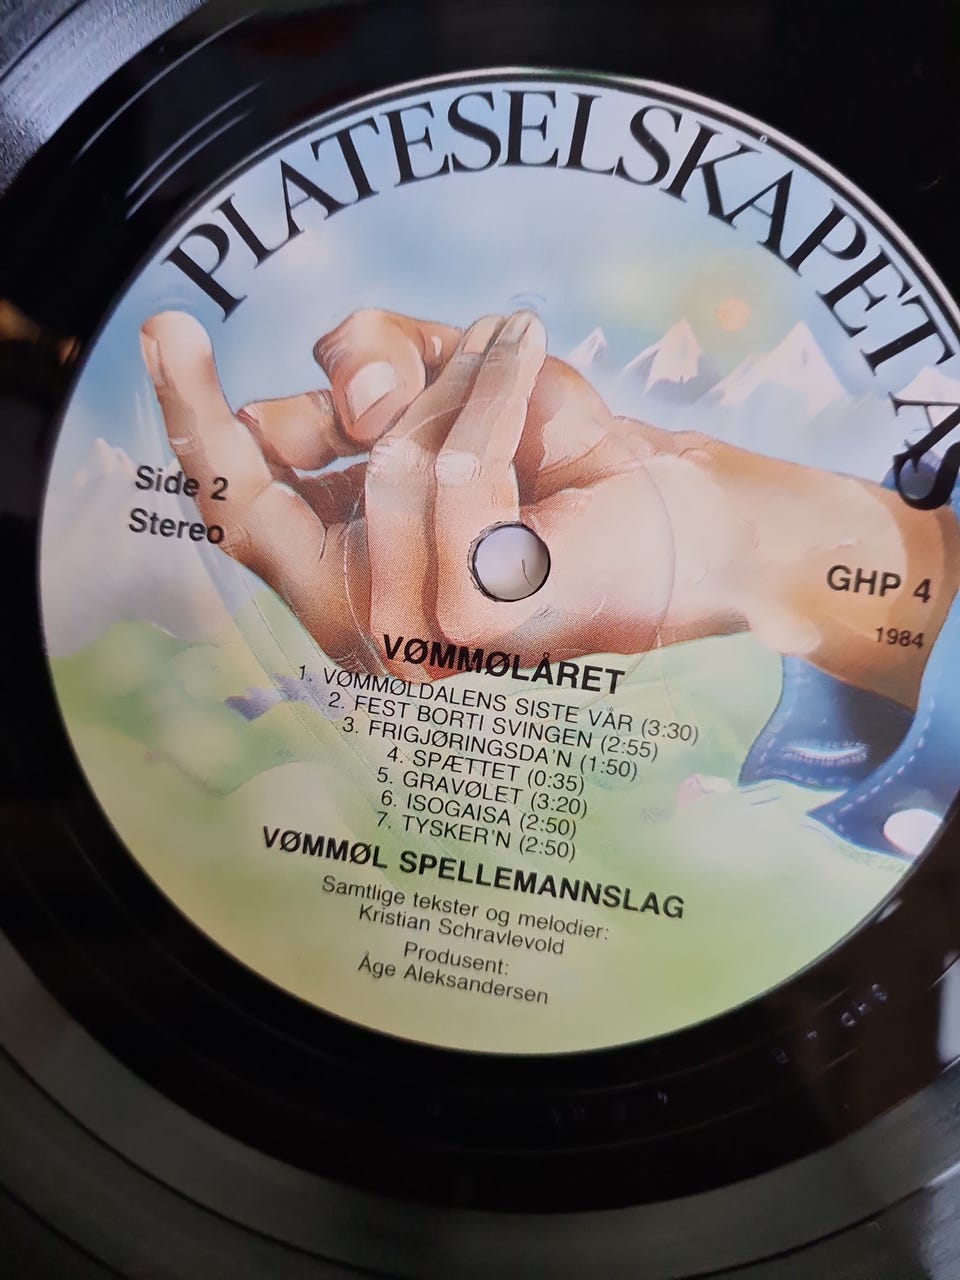 PLATESELSKAPET AS
Side 2
Stereo
GHP 4
1984
VØMMØLÅRET
1. VØMMØLDALENS SISTE VÅR (3:30)
2. FEST BORTI SVINGEN (2:55)
3. FRIGJØRINGSDA'N (1:50)
4. SPÆTTET (0:35)
5. GRAVØLET (3:20)
6. ISOGAISA (2:50)
7. TYSKER'N (2:50)
VØMMØL SPELLEMANNSLAG
Samtlige tekster og melodier:
Kristian Schravlevold
Produsent:
Åge Aleksandersen